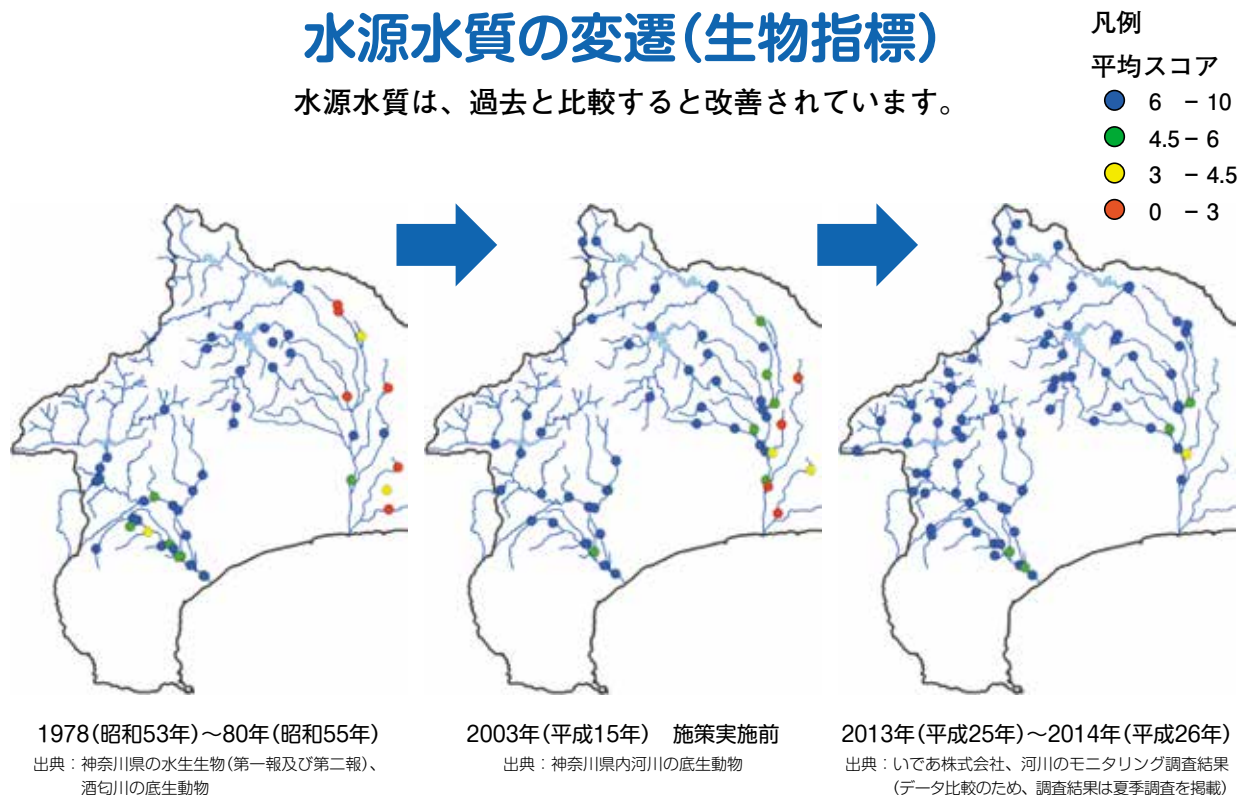 水源水質の変遷(生物指標)
水源水質は、過去と比較すると改善されています。
凡例
平均スコア
6 − 10
4.5 − 6
3 − 4.5
0 − 3
1978(昭和53年)〜80年(昭和55年)
出典:神奈川県の水生生物(第一報及び第二報)、
酒匂川の底生動物
2003年(平成15年) 施策実施前
出典:神奈川県内河川の底生動物
2013年(平成25年)〜2014年(平成26年)
出典:いであ株式会社、河川のモニタリング調査結果
(データ比較のため、調査結果は夏季調査を掲載)